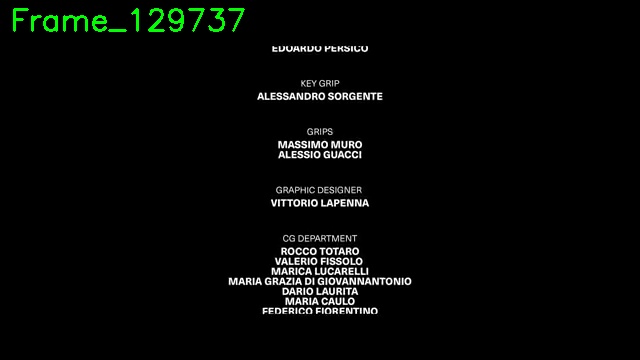 Frame_129737
EDOARDO PERSICO
KEY GRIP
ALESSANDRO SORGENTE
GRIPS
MASSIMO MURO
ALESSIO GUACCI
GRAPHIC DESIGNER
VITTORIO LAPENNA
CG DEPARTMENT
ROCCO TOTARO
VALERIO FISSOLO
MARICA LUCARELLI
MARIA GRAZIA DI GIOVANNANTONIO
DARIO LAURITA
MARIA CAULO
FEDERICO FIORENTINO